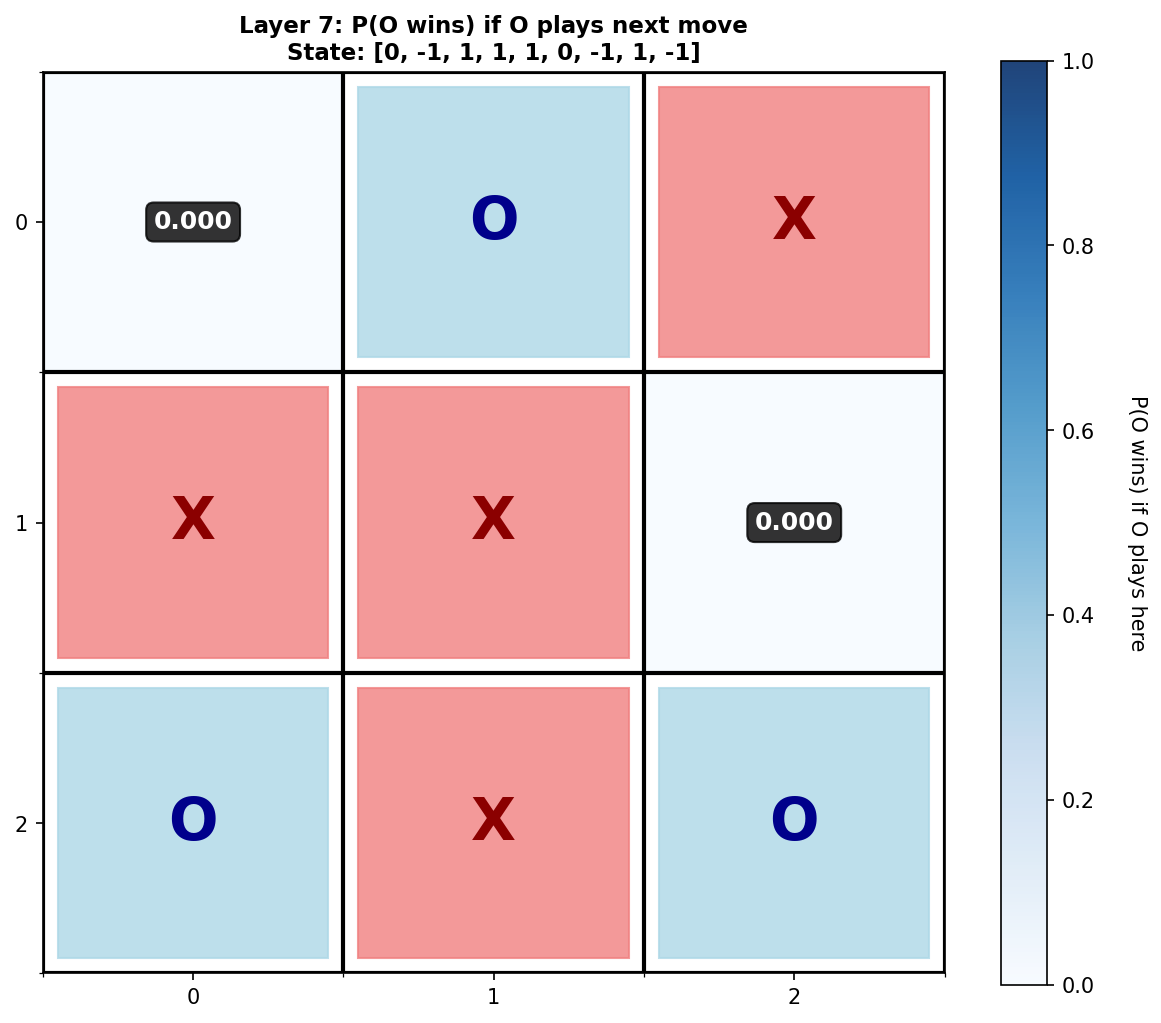 Layer 7: P(O wins) if O plays next move
State: [0, -1, 1, 1, 1, 0, -1, 1, -1]
0
0.000
O
X
1
X
X
0.000
2
O
X
O
0
1
2
1.0
0.8
0.6
0.4
0.2
0.0
P(O wins) if O plays here